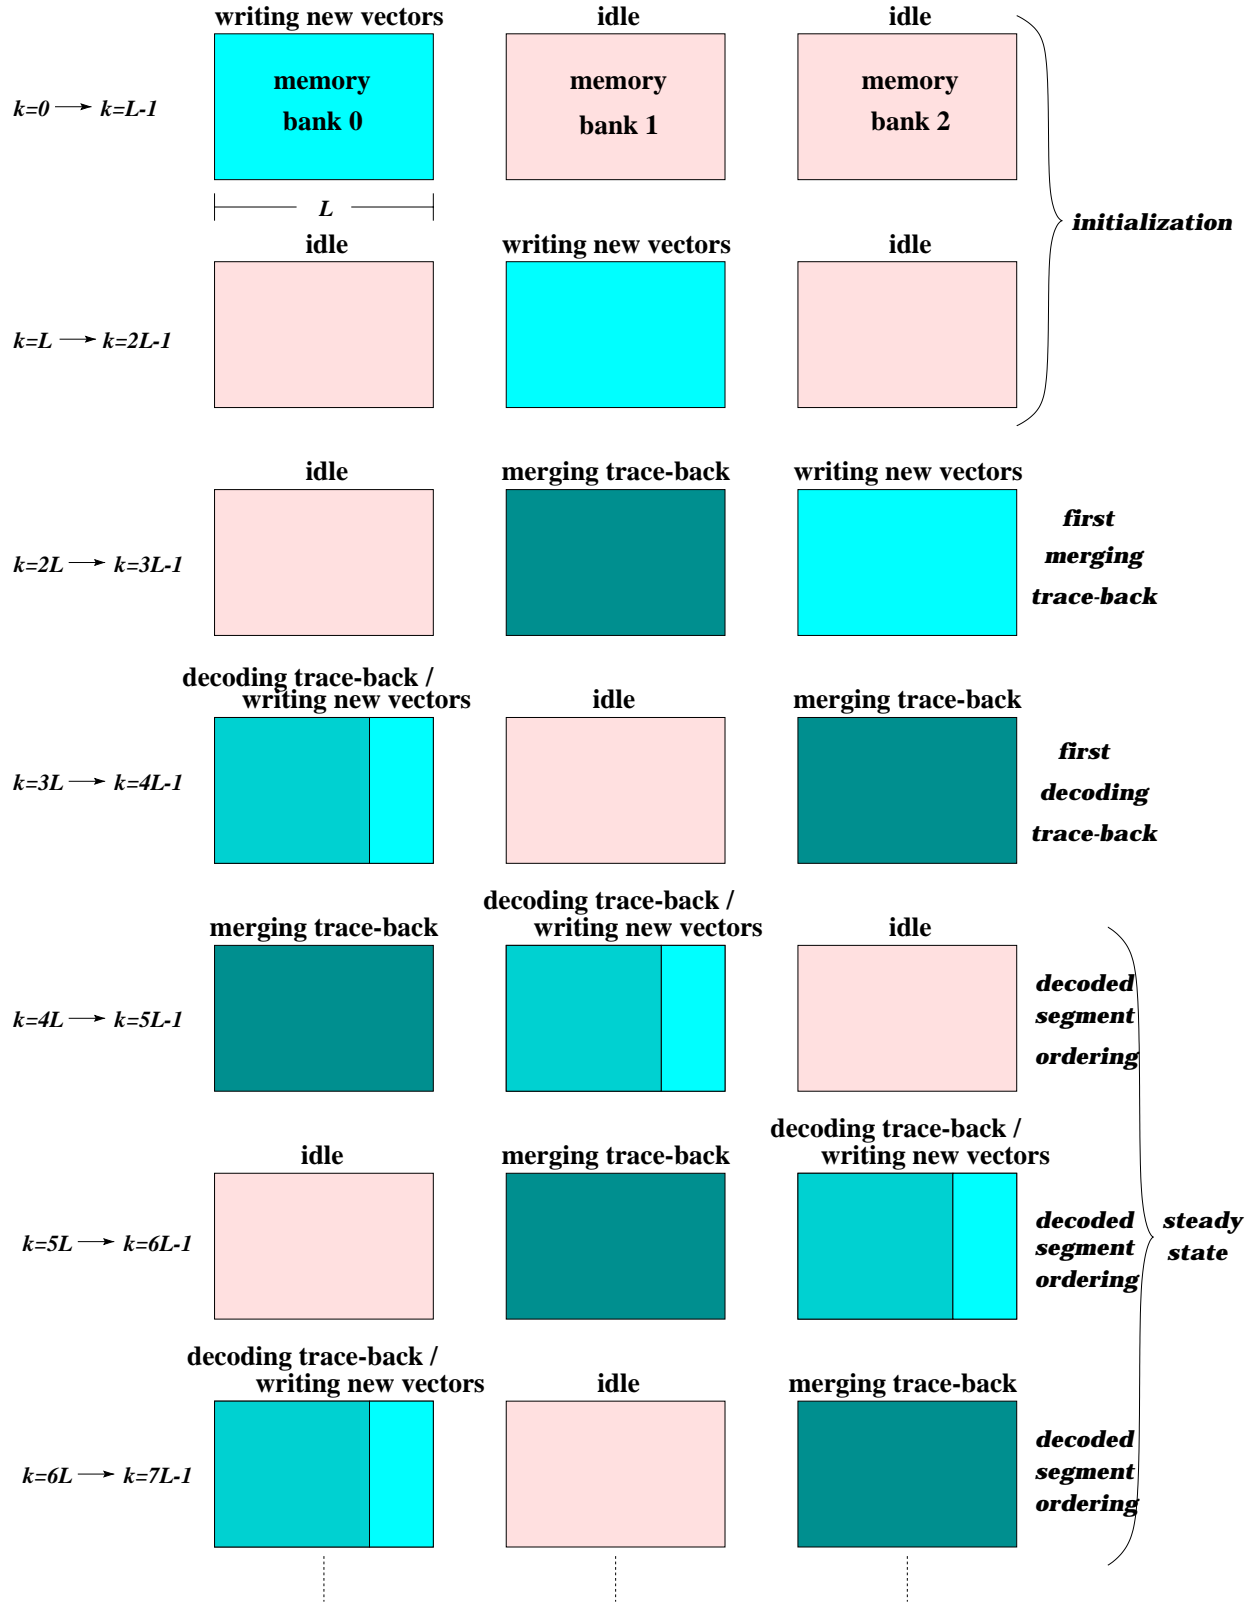 writing new vectors
idle
idle
memory
bank 0
memory
bank 1
memory
bank 2
k=0 → k=L-1
L
initialization
idle
writing new vectors
idle
k=L → k=2L-1
idle
merging trace-back
writing new vectors
k=2L → k=3L-1
first
merging
trace-back
decoding trace-back /
writing new vectors
idle
merging trace-back
k=3L → k=4L-1
first
decoding
trace-back
merging trace-back
decoding trace-back /
writing new vectors
idle
k=4L → k=5L-1
decoded
segment
ordering
idle
merging trace-back
decoding trace-back /
writing new vectors
k=5L → k=6L-1
decoded
segment
ordering
steady
state
decoding trace-back /
writing new vectors
idle
merging trace-back
k=6L → k=7L-1
decoded
segment
ordering